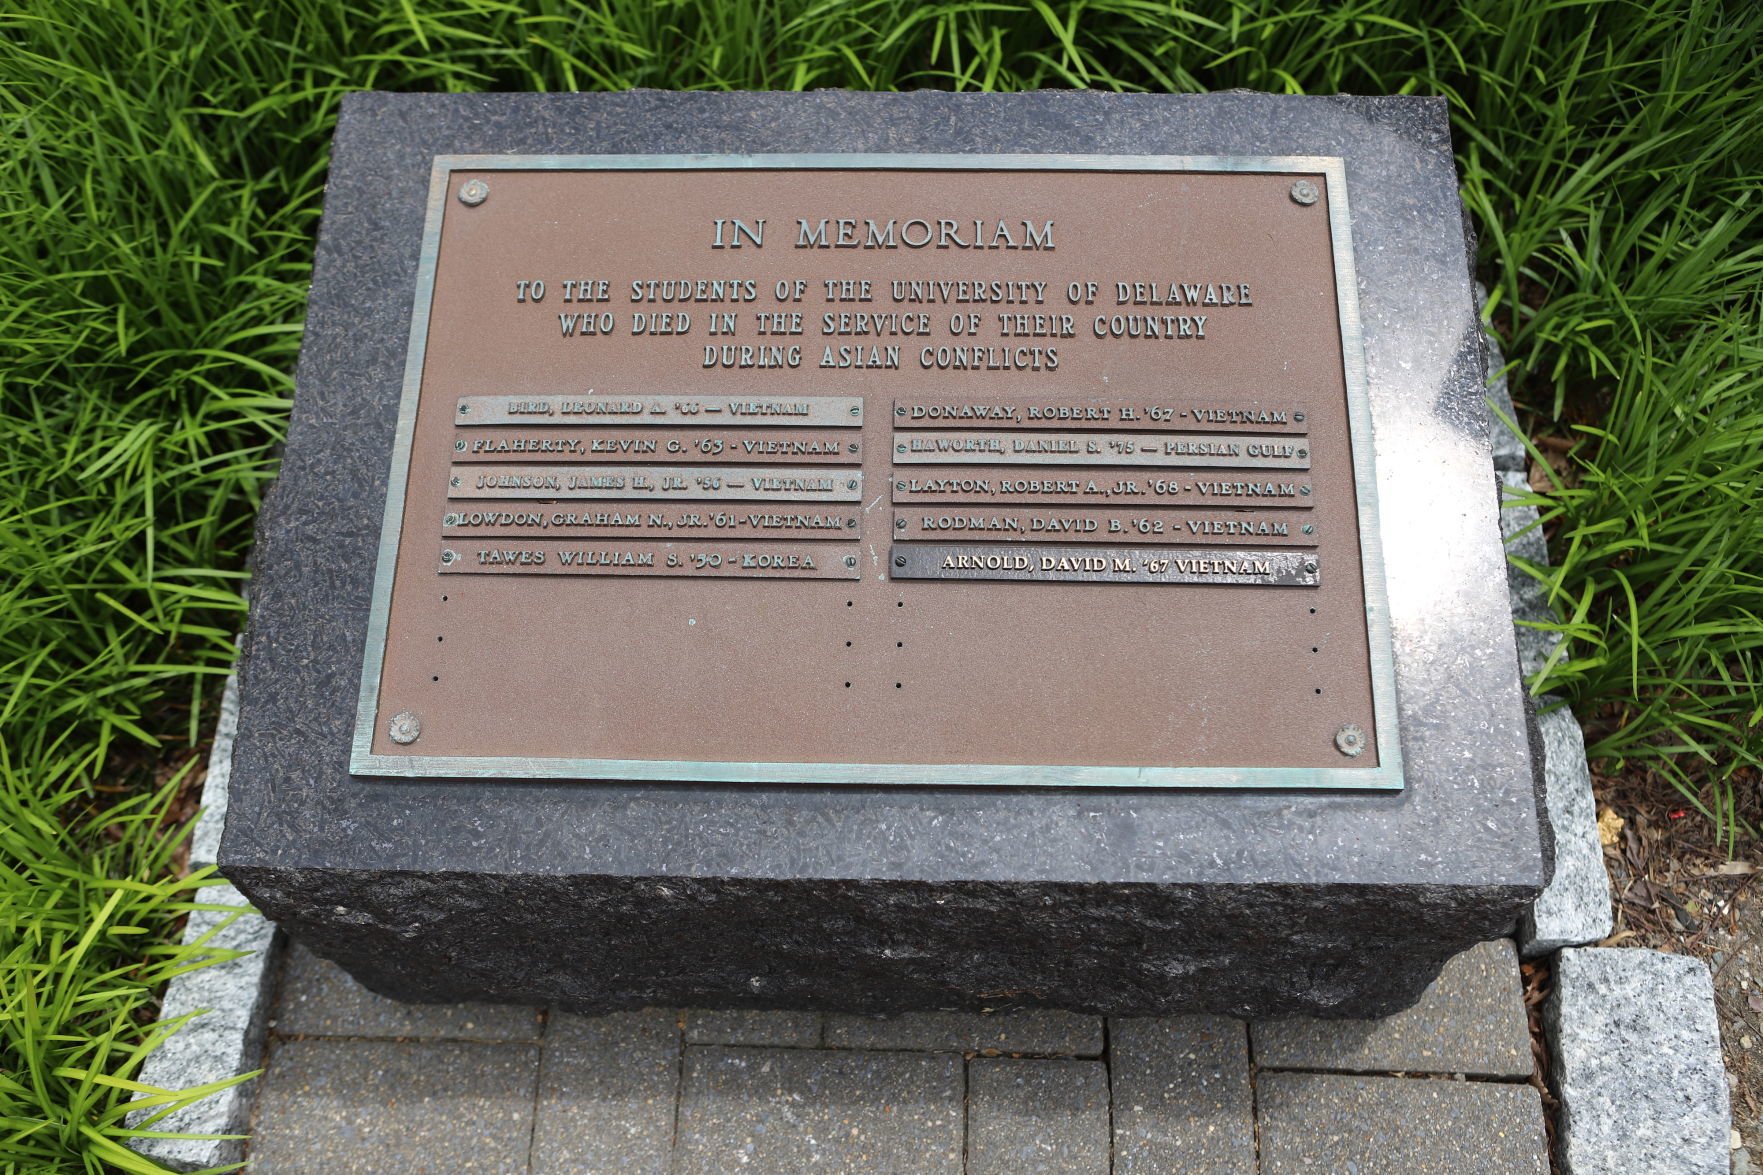 IN MEMORIAM
TO THE STUDENTS OF THE UNIVERSITY OF DELAWARE
WHO DIED IN THE SERVICE OF THEIR COUNTRY
DURING ASIAN CONFLICTS
BIRD, LEONARD A. '66 — VIETNAM
FLAHERTY, KEVIN G. '63 - VIETNAM
JOHNSON, JAMES H., JR. '56 — VIETNAM
LOWDON, GRAHAM N., JR. '61 - VIETNAM
TAWES WILLIAM S. '50 - KOREA
DONAWAY, ROBERT H. '67 - VIETNAM
HAWORTH, DANIEL S. '75 — PERSIAN GULF
LAYTON, ROBERT A., JR. '68 - VIETNAM
RODMAN, DAVID B. '62 - VIETNAM
ARNOLD, DAVID M. '67 VIETNAM